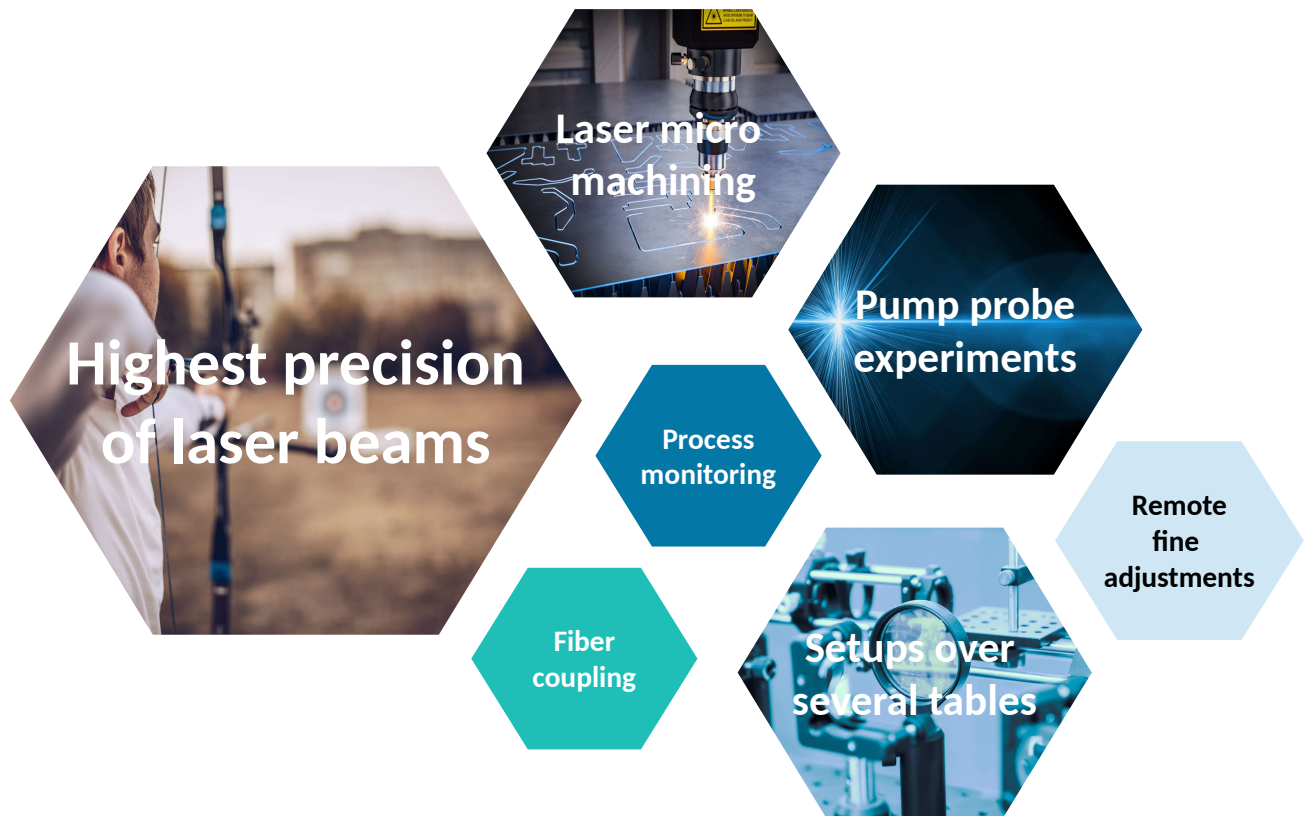 Laser micro
machining
Highest precision
of laser beams
Pump probe
experiments
Process
monitoring
Remote
fine
adjustments
Fiber
coupling
Setups over
several tables